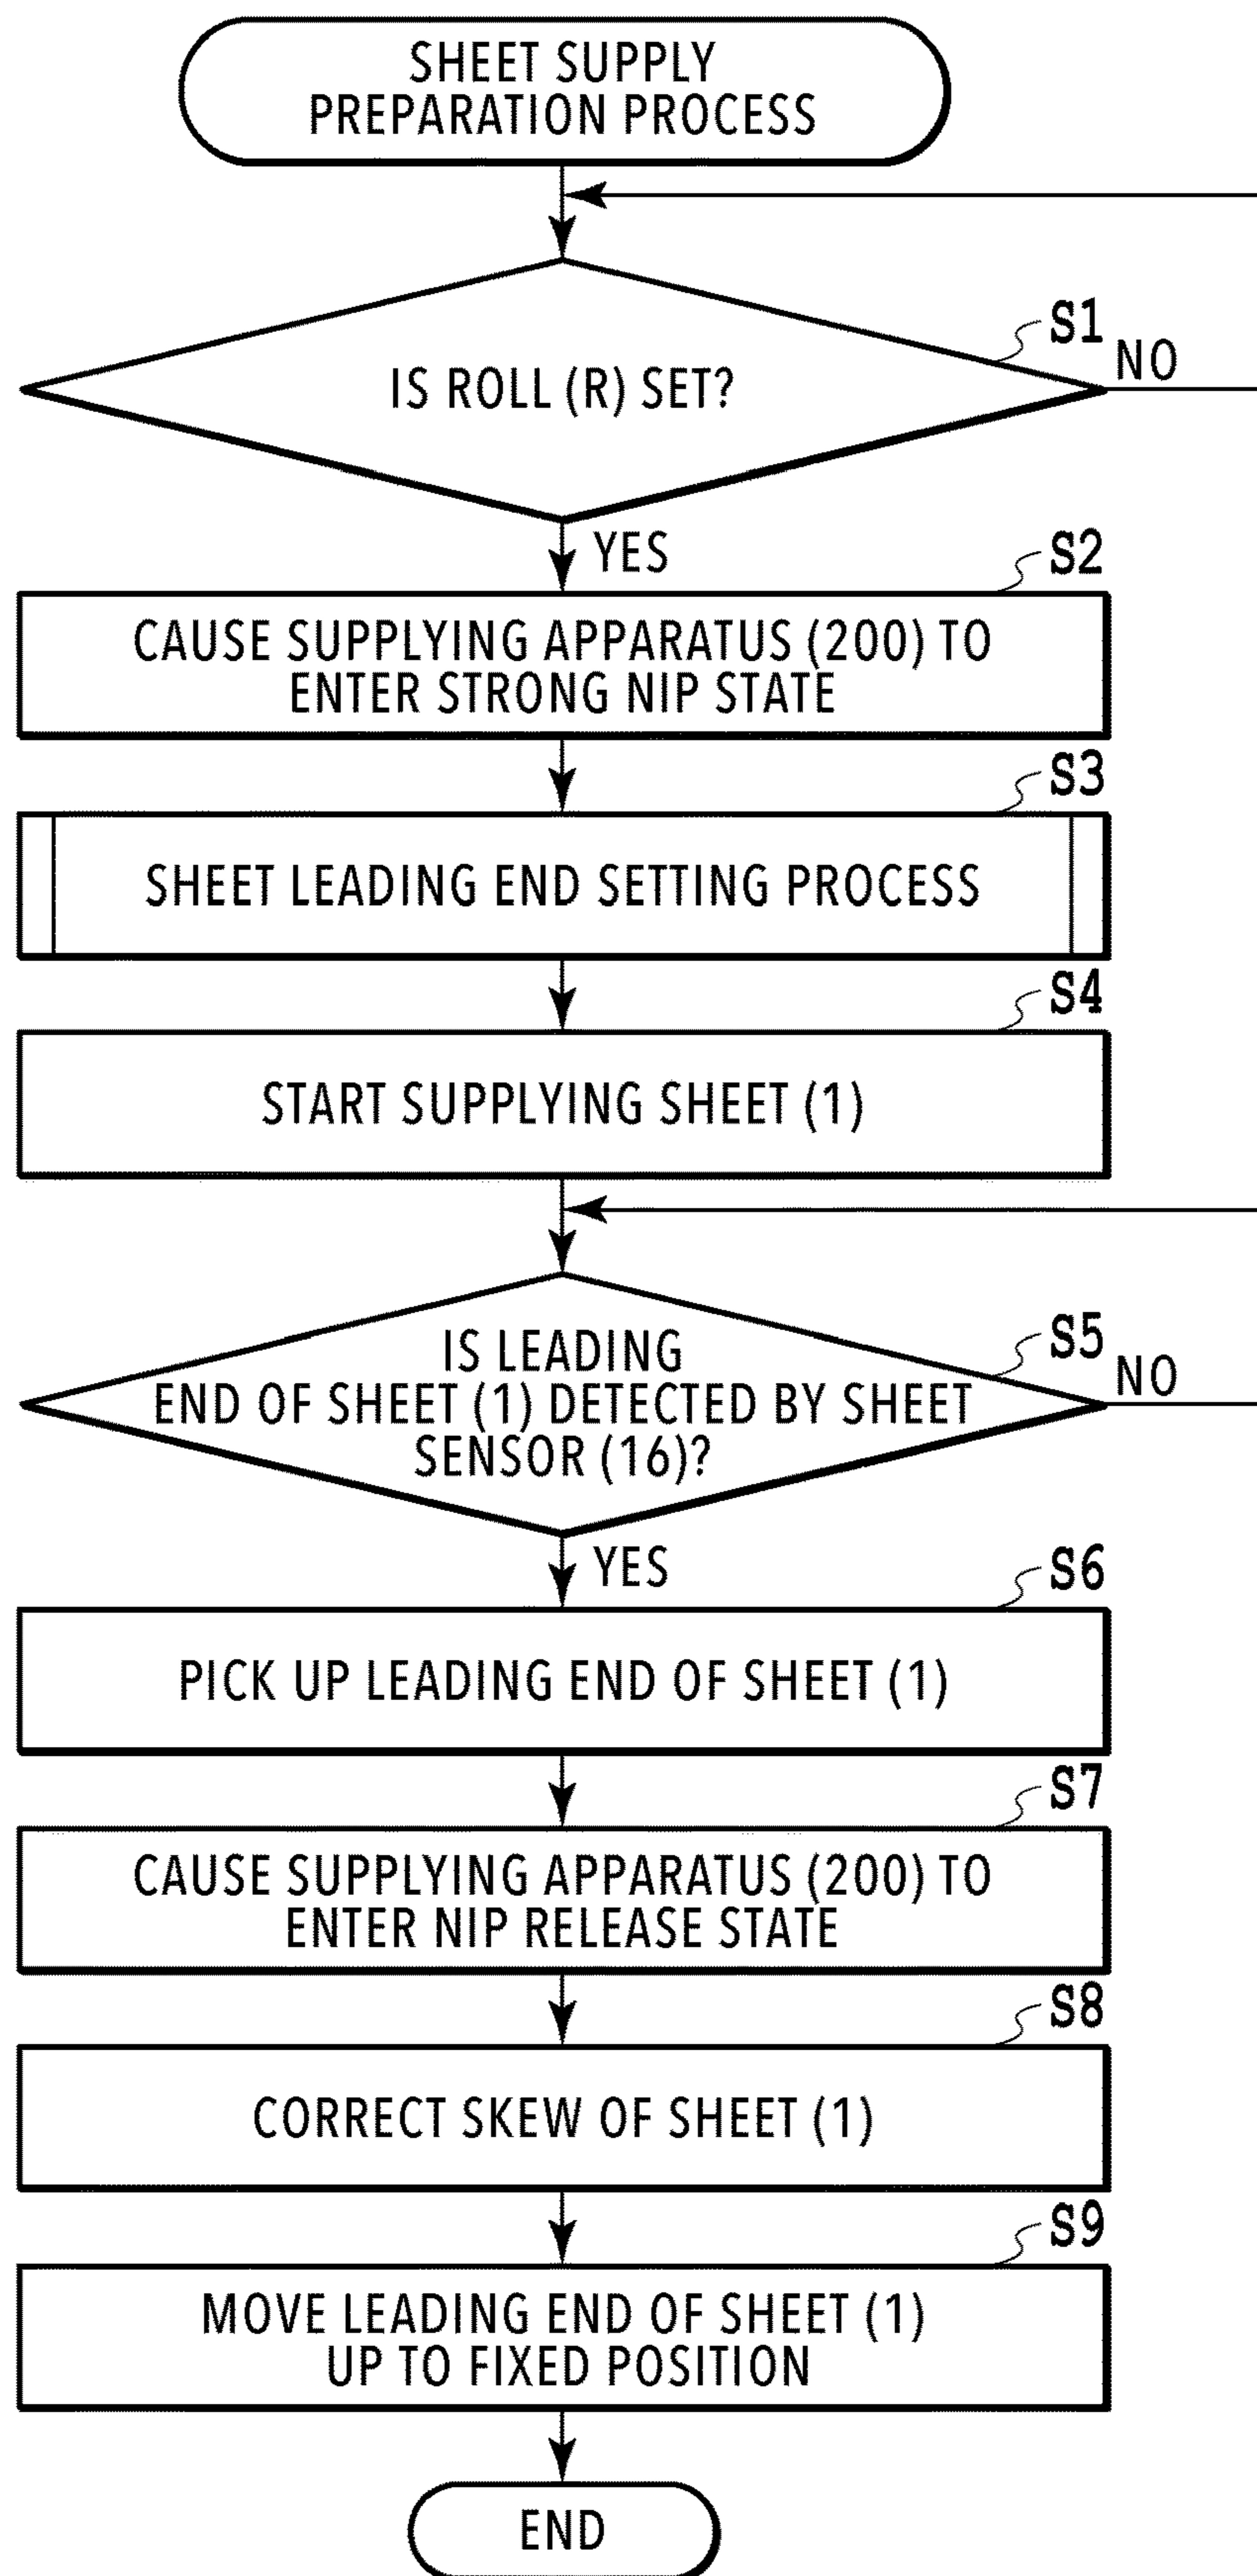 SHEET SUPPLY
PREPARATION PROCESS
S1
NO
IS ROLL (R) SET?
YES
S2
CAUSE SUPPLYING APPARATUS (200) TO
ENTER STRONG NIP STATE
S3
SHEET LEADING END SETTING PROCESS
S4
START SUPPLYING SHEET (1)
S5
NO
IS LEADING
END OF SHEET (1) DETECTED BY SHEET
SENSOR (16)?
YES
S6
PICK UP LEADING END OF SHEET (1)
S7
CAUSE SUPPLYING APPARATUS (200) TO
ENTER NIP RELEASE STATE
S8
CORRECT SKEW OF SHEET (1)
S9
MOVE LEADING END OF SHEET (1)
UP TO FIXED POSITION
END